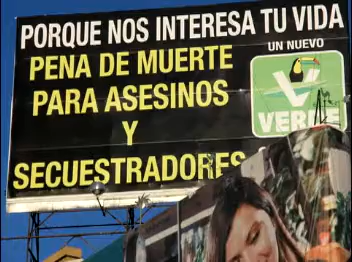 PORQUE NOS INTERESA TU VIDA
PENA DE MUERTE
PARA ASESINOS
Y
SECUESTRADORES
UN NUEVO
VERDE